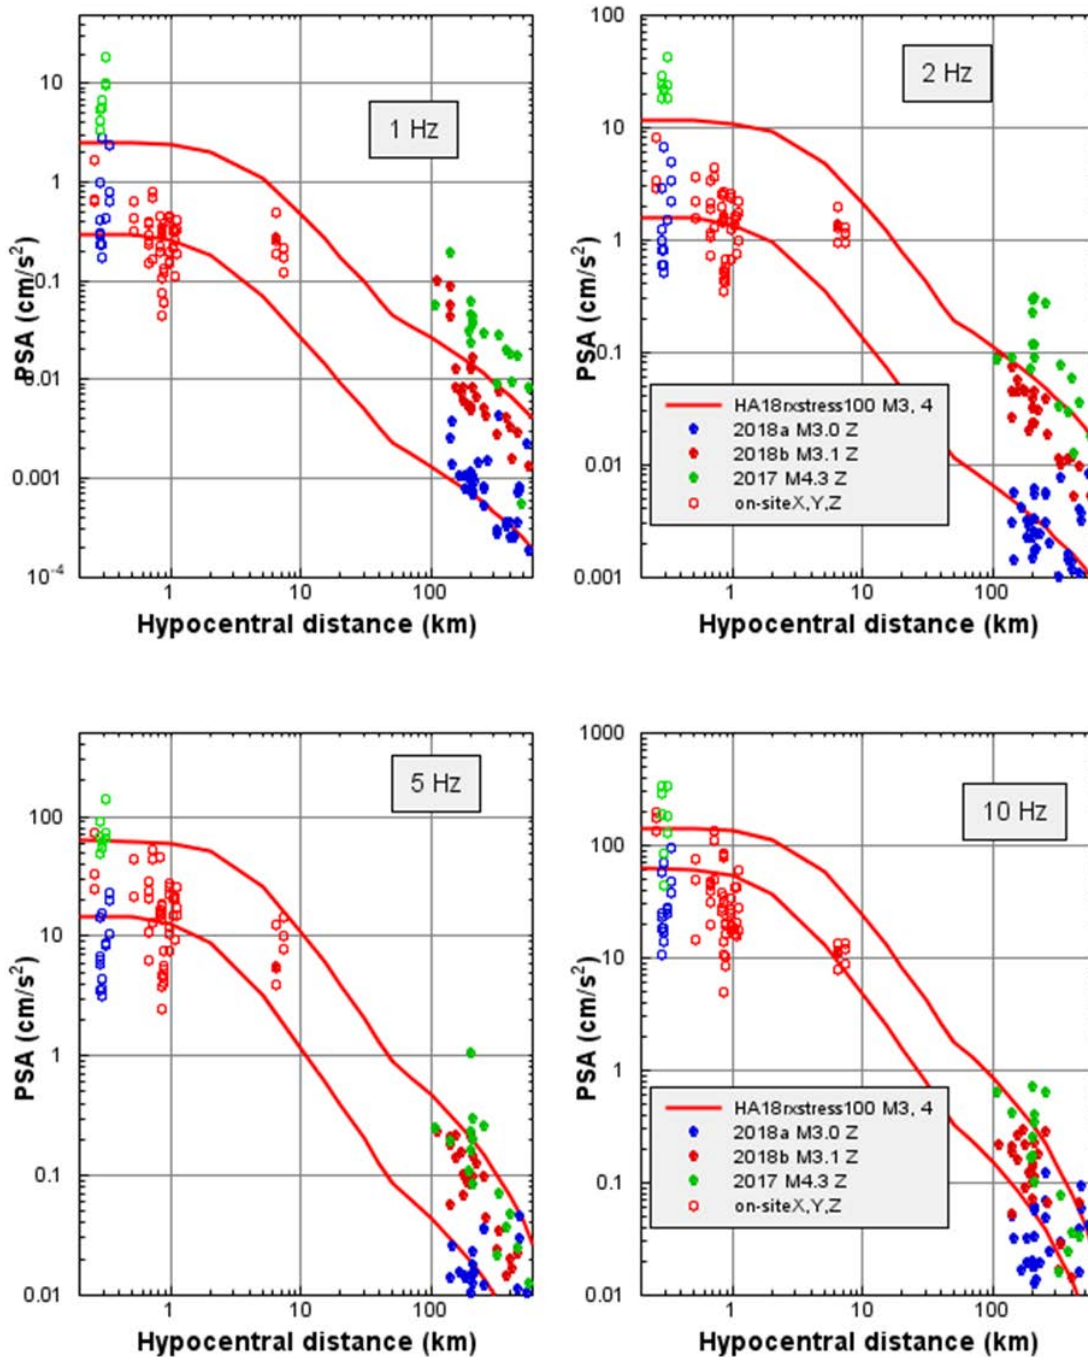 10
1
0.1
0.01
0.001
10⁻⁴
PSA (cm/s²)
1 Hz
1
10
100
Hypocentral distance (km)
100
10
1
0.1
0.01
0.001
PSA (cm/s²)
2 Hz
HA18rxstress100 M3, 4
2018a M3.0 Z
2018b M3.1 Z
2017 M4.3 Z
on-siteX,Y,Z
1
10
100
Hypocentral distance (km)
100
10
1
0.1
0.01
PSA (cm/s²)
5 Hz
1
10
100
Hypocentral distance (km)
1000
100
10
1
0.1
0.01
PSA (cm/s²)
10 Hz
HA18rxstress100 M3, 4
2018a M3.0 Z
2018b M3.1 Z
2017 M4.3 Z
on-siteX,Y,Z
1
10
100
Hypocentral distance (km)